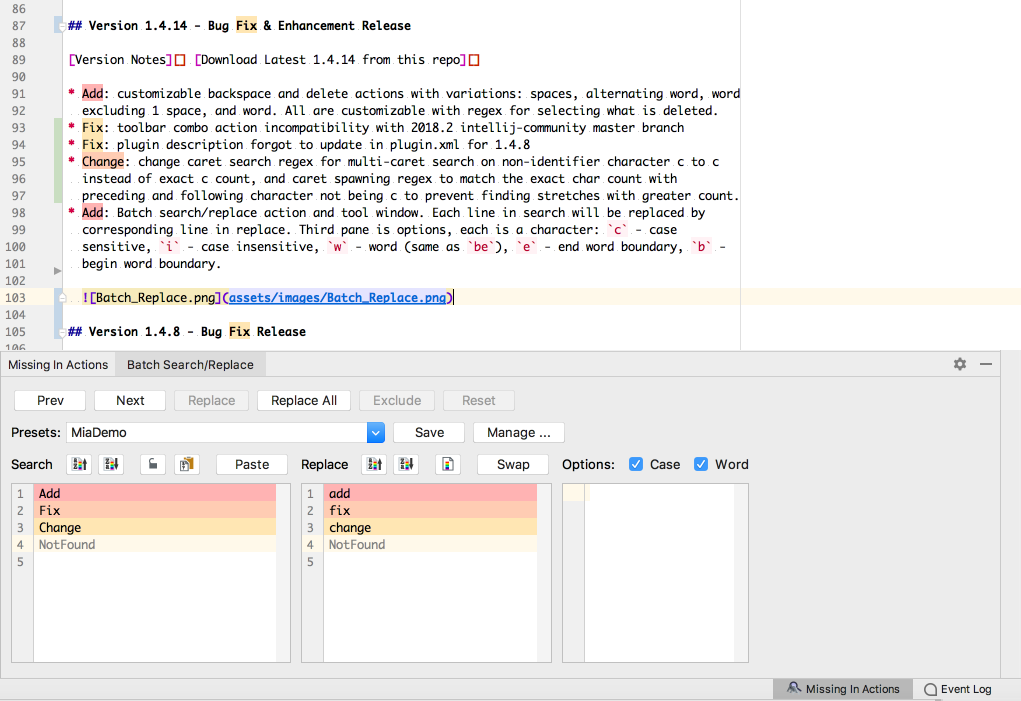 86
87 ## Version 1.4.14 - Bug Fix & Enhancement Release
88
89 [Version Notes][] [Download Latest 1.4.14 from this repo][]
90
91 * Add: customizable backspace and delete actions with variations: spaces, alternating word, word
92 excluding 1 space, and word. All are customizable with regex for selecting what is deleted.
93 * Fix: toolbar combo action incompatibility with 2018.2 intellij-community master branch
94 * Fix: plugin description forgot to update in plugin.xml for 1.4.8
95 * Change: change caret search regex for multi-caret search on non-identifier character c to c
96 instead of exact c count, and caret spawning regex to match the exact char count with
97 preceding and following character not being c to prevent finding stretches with greater count.
98 * Add: Batch search/replace action and tool window. Each line in search will be replaced by
99 corresponding line in replace. Third pane is options, each is a character: `c` - case
100 sensitive, `i` - case insensitive, `w` - word (same as `be`), `e` - end word boundary, `b` -
101 begin word boundary.
102
103 ![Batch_Replace.png](assets/images/Batch_Replace.png)
104
105 ## Version 1.4.8 - Bug Fix Release
106
Missing In Actions Batch Search/Replace
Prev Next Replace Replace All Exclude Reset
Presets: MiaDemo Save Manage ...
Search Paste Replace Swap Options: Case Word
1 Add 1 add
2 Fix 2 fix
3 Change 3 change
4 NotFound 4 NotFound
5 5
Missing In Actions Event Log